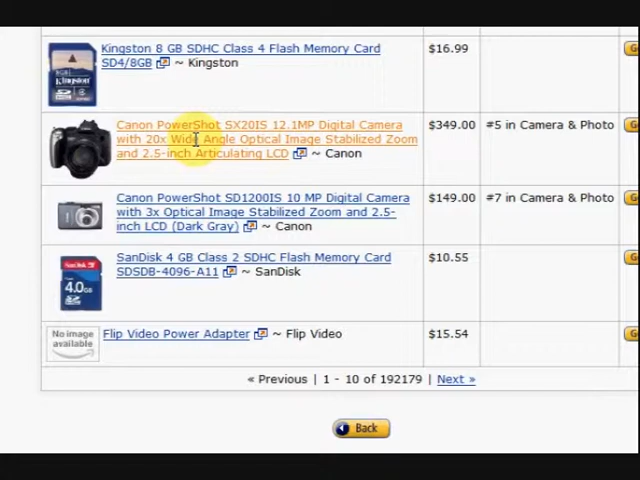 Kingston 8 GB SDHC Class 4 Flash Memory Card
SD4/8GB ~ Kingston
$16.99
Kingston
Canon PowerShot SX20IS 12.1MP Digital Camera
with 20x Wide Angle Optical Image Stabilized Zoom
and 2.5-inch Articulating LCD ~ Canon
$349.00
#5 in Camera & Photo
Canon PowerShot SD1200IS 10 MP Digital Camera
with 3x Optical Image Stabilized Zoom and 2.5-
inch LCD (Dark Gray) ~ Canon
$149.00
#7 in Camera & Photo
SanDisk 4 GB Class 2 SDHC Flash Memory Card
SDSDB-4096-A11 ~ SanDisk
$10.55
SanDisk
4.0GB
No image
available
Flip Video Power Adapter ~ Flip Video
$15.54
« Previous | 1 - 10 of 192179 | Next »
Back